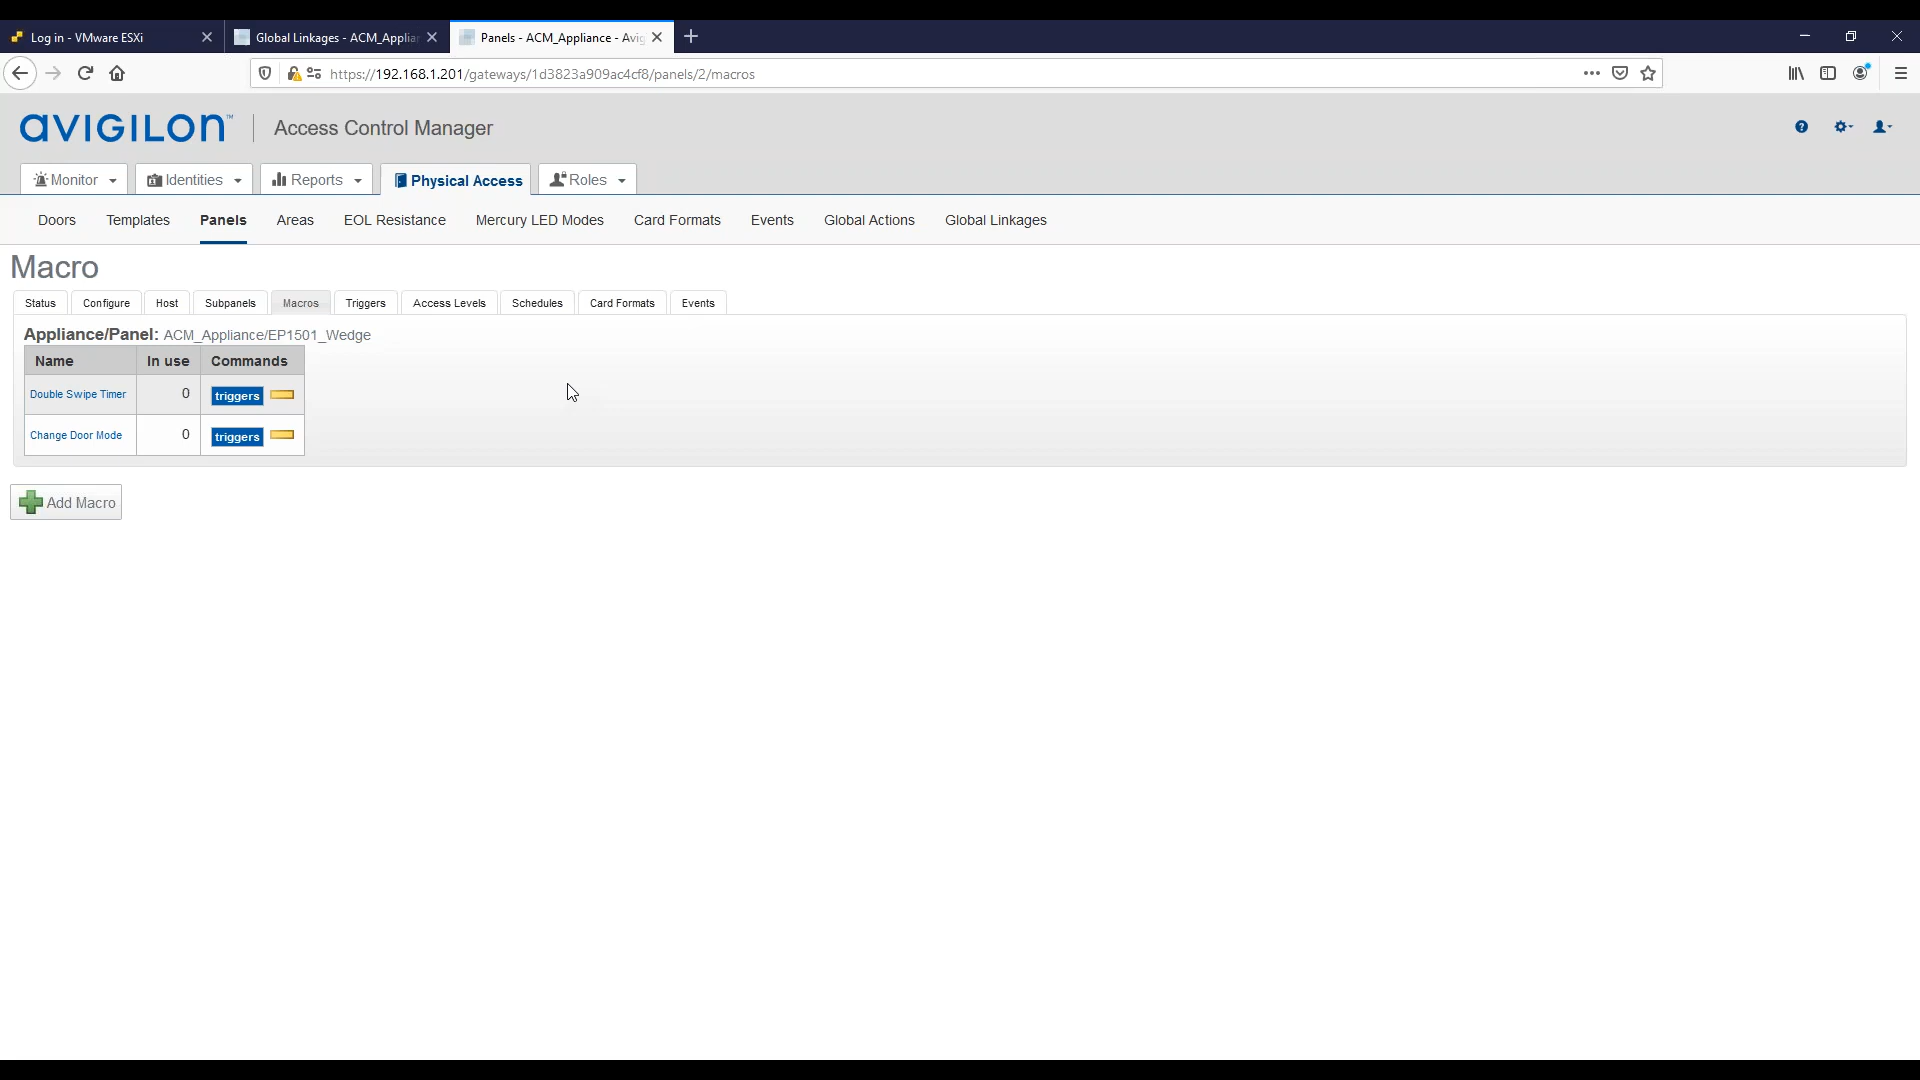 Log in - VMware ESXi
Global Linkages - ACM_Applia
Panels - ACM_Appliance - Avig
https://192.168.1.201/gateways/1d3823a909ac4cf8/panels/2/macros
AVIGILON™ Access Control Manager
Monitor Identities Reports Physical Access Roles
Doors Templates Panels Areas EOL Resistance Mercury LED Modes Card Formats Events Global Actions Global Linkages
Macro
Status Configure Host Subpanels Macros Triggers Access Levels Schedules Card Formats Events
Appliance/Panel: ACM_Appliance/EP1501_Wedge
Name In use Commands
Double Swipe Timer 0 triggers
Change Door Mode 0 triggers
Add Macro